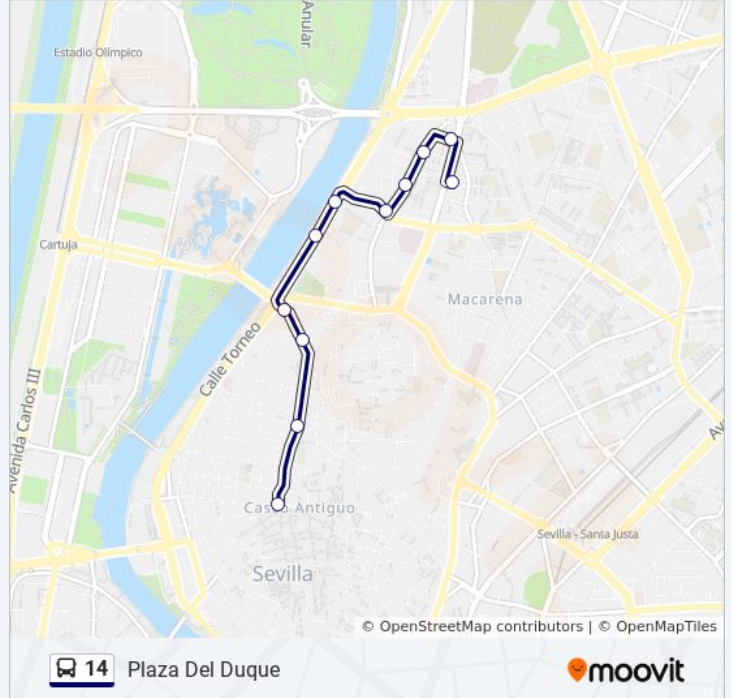 Anular
Estadio Olímpico
Cartuja
Macarena
Calle Torneo
Avenida Carlos III
Casco Antiguo
Sevilla - Santa Justa
Sevilla
© OpenStreetMap contributors | © OpenMapTiles
14 Plaza Del Duque
moovit